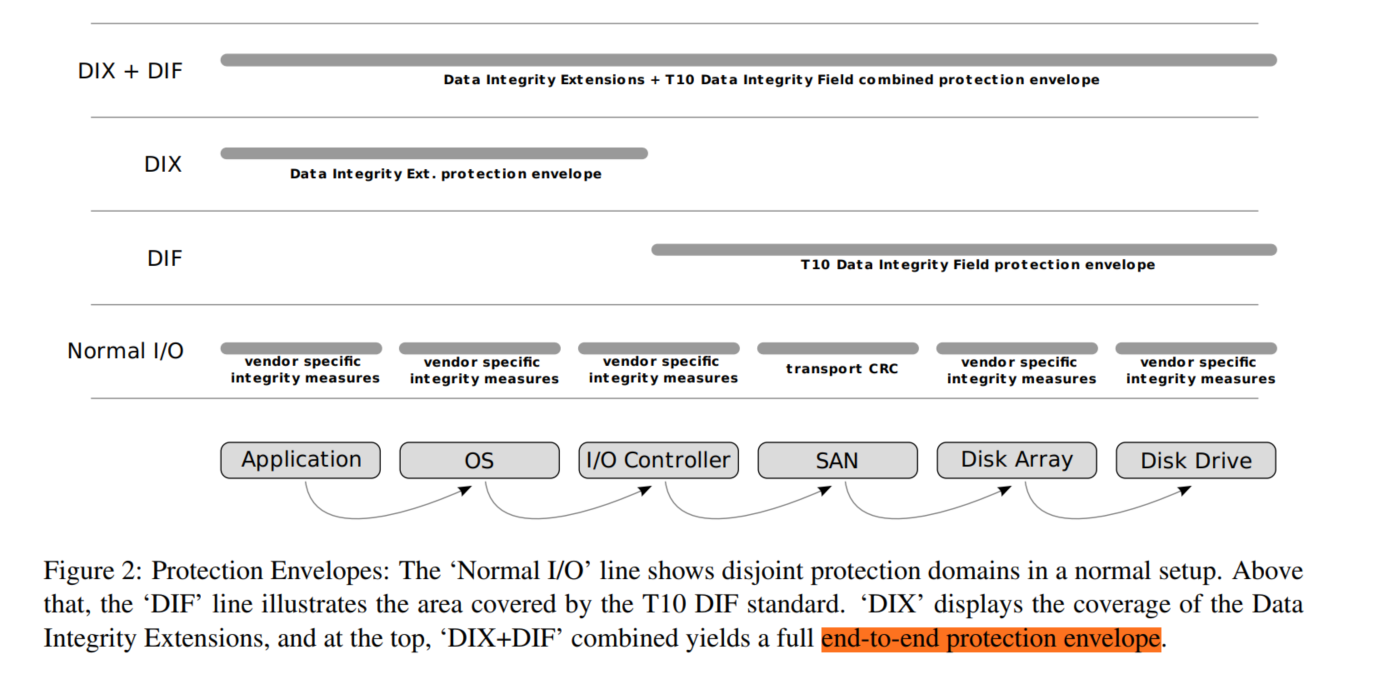 DIX + DIF
Data Integrity Extensions + T10 Data Integrity Field combined protection envelope
DIX
Data Integrity Ext. protection envelope
DIF
T10 Data Integrity Field protection envelope
Normal I/O
vendor specific
integrity measures
vendor specific
integrity measures
vendor specific
integrity measures
transport CRC
vendor specific
integrity measures
vendor specific
integrity measures
Application
OS
I/O Controller
SAN
Disk Array
Disk Drive
Figure 2: Protection Envelopes: The ‘Normal I/O’ line shows disjoint protection domains in a normal setup. Above
that, the ‘DIF’ line illustrates the area covered by the T10 DIF standard. ‘DIX’ displays the coverage of the Data
Integrity Extensions, and at the top, ‘DIX+DIF’ combined yields a full end-to-end protection envelope.